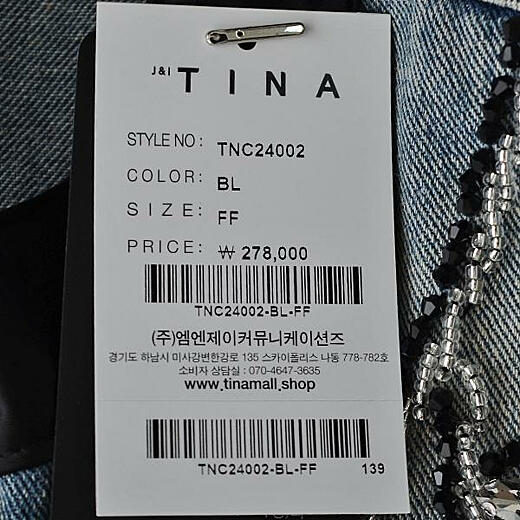 J&I TINA
STYLE NO: TNC24002
COLOR: BL
SIZE: FF
PRICE: ₩ 278,000
TNC24002-BL-FF
(주)엠엔제이커뮤니케이션즈
경기도 하남시 미사강변한강로 135 스카이폴리스 나동 778-782호
소비자 상담실 : 070-4647-3635
www.tinamall.shop
TNC24002-BL-FF 139